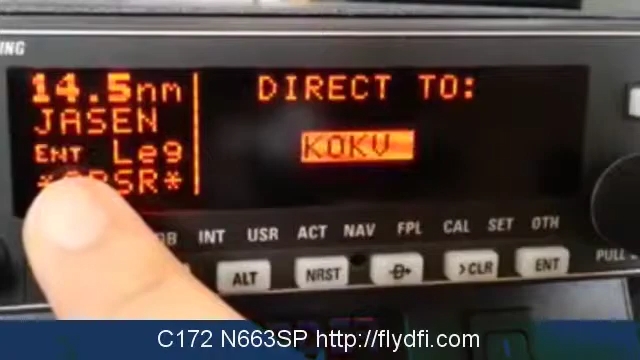 ING
14.5nm
DIRECT TO:
JASEN
KOKV
ENT Leg
INT USR ACT NAV FPL CAL SET OTH
PULL
ALT NRST D >CLR ENT
C172 N663SP http://flydfi.com